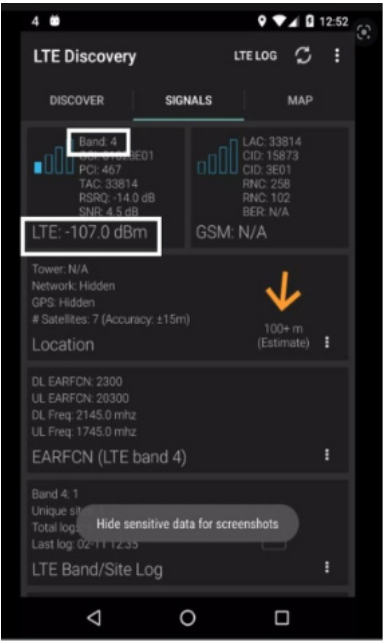 4 12:52
LTE Discovery LTE LOG
DISCOVER SIGNALS MAP
Band: 4
PCI: 467
TAC: 33814
RSRQ: -14.0 dB
SNR: 4.5 dB
LTE: -107.0 dBm
LAC: 33814
CID: 15873
CID: 3E01
RNC: 258
RNC: 102
BER: N/A
GSM: N/A
Tower: N/A
Network: Hidden
GPS: Hidden
# Satellites: 7 (Accuracy: ±15m)
Location
100+ m
(Estimate)
DL EARFCN: 2300
UL EARFCN: 20300
DL Freq: 2145.0 mhz
UL Freq: 1745.0 mhz
EARFCN (LTE band 4)
Band 4: 1
Unique
Total
Hide sensitive data for screenshots
Last log: 02-11 12:35
LTE Band/Site Log